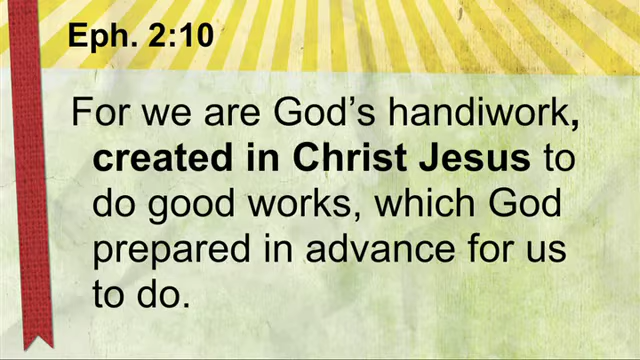 Eph. 2:10
For we are God’s handiwork,
created in Christ Jesus to
do good works, which God
prepared in advance for us
to do.